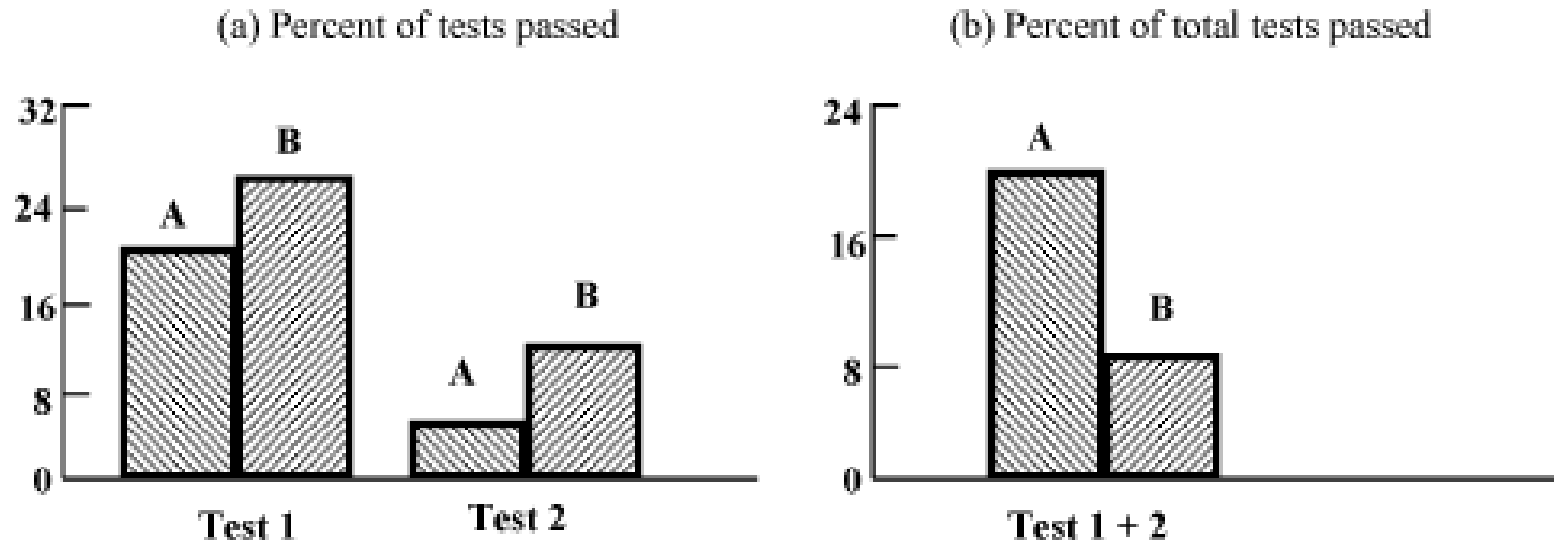 (a) Percent of tests passed
32
24
16
8
0
A
B
A
B
Test 1
Test 2
(b) Percent of total tests passed
24
16
8
0
A
B
Test 1 + 2